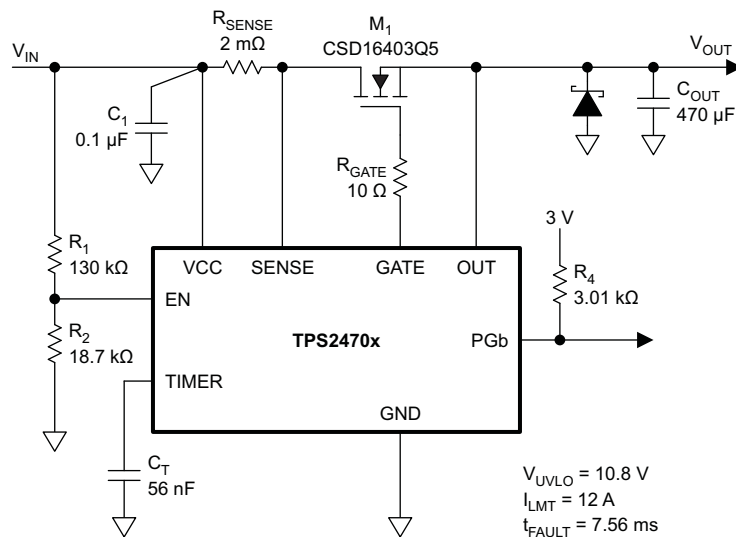 R_SENSE
2 mΩ
M_1
CSD16403Q5
V_IN
V_OUT
C_1
0.1 µF
C_OUT
470 µF
R_GATE
10 Ω
3 V
R_1
130 kΩ
VCC
SENSE
GATE
OUT
R_4
3.01 kΩ
EN
R_2
18.7 kΩ
TPS2470x
PGb
TIMER
GND
C_T
56 nF
V_UVLO = 10.8 V
I_LMT = 12 A
t_FAULT = 7.56 ms